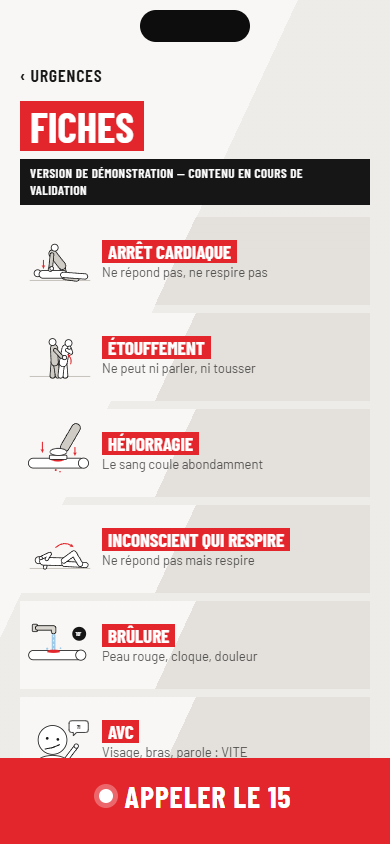 ‹ URGENCES
FICHES
VERSION DE DÉMONSTRATION – CONTENU EN COURS DE
VALIDATION
ARRÊT CARDIAQUE
Ne répond pas, ne respire pas
ÉTOUFFEMENT
Ne peut ni parler, ni tousser
HÉMORRAGIE
Le sang coule abondamment
INCONSCIENT QUI RESPIRE
Ne répond pas mais respire
BRÛLURE
Peau rouge, cloque, douleur
AVC
Visage, bras, parole : VITE
APPELER LE 15